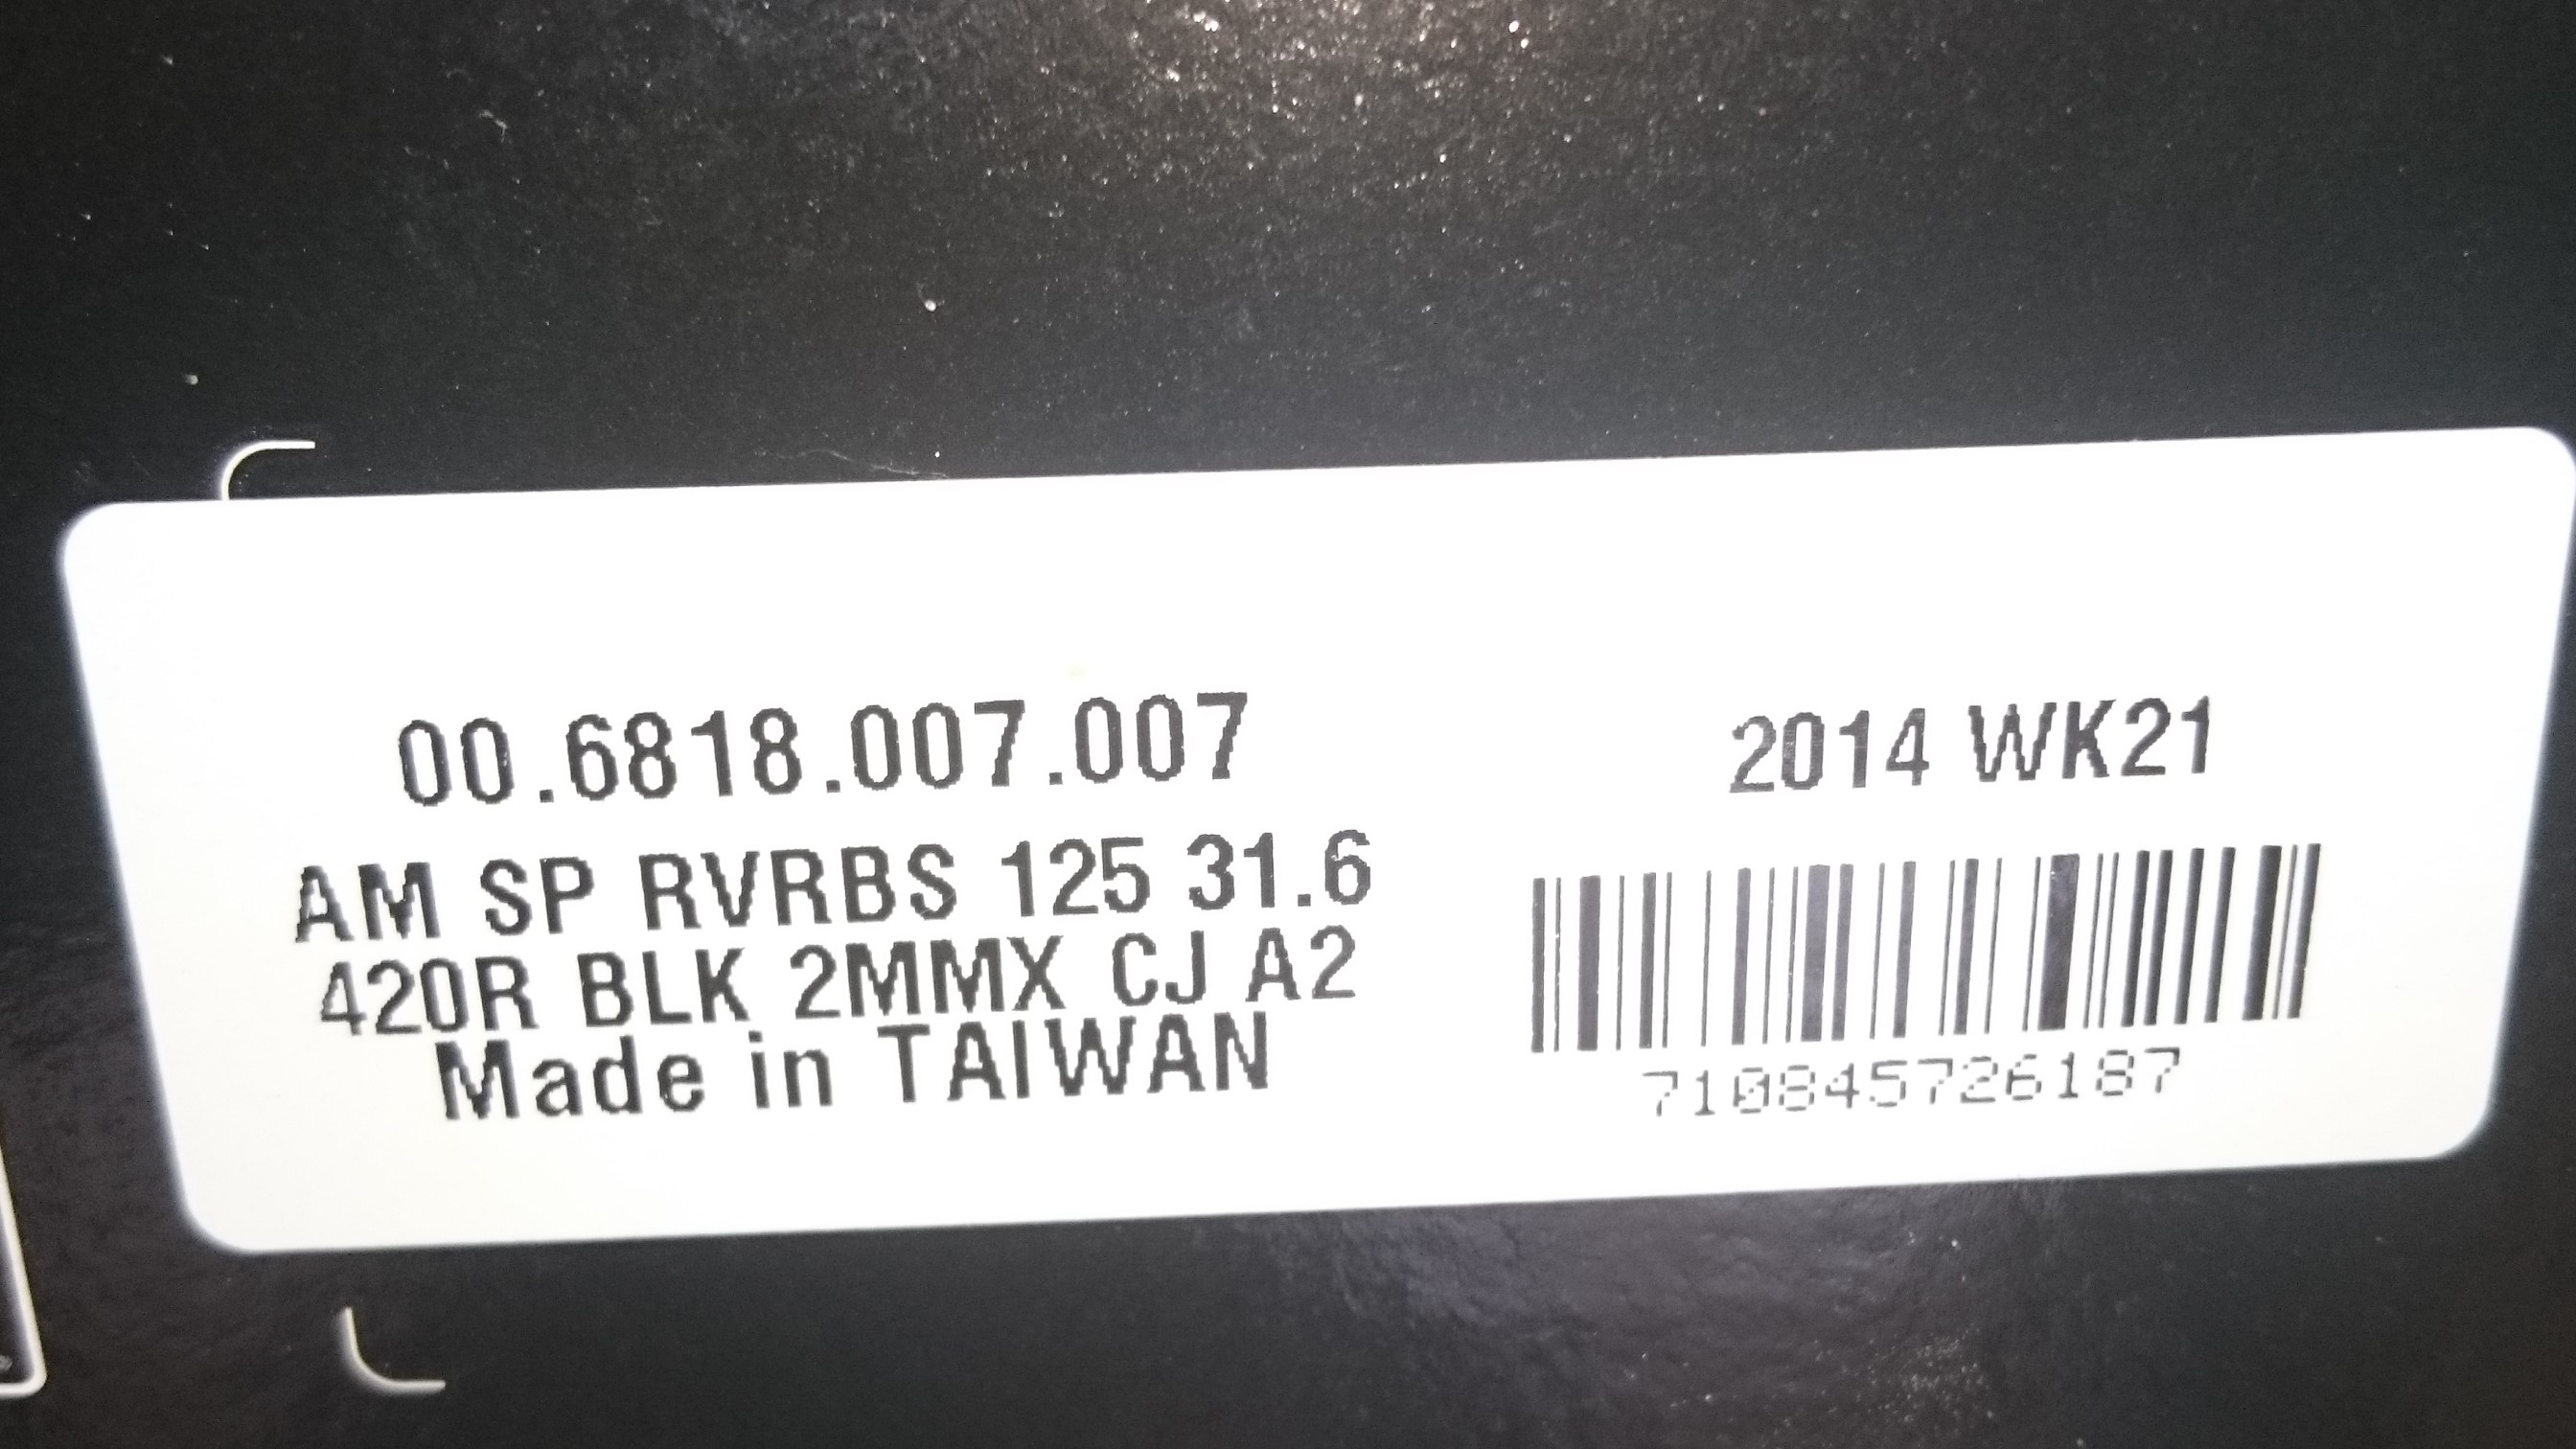 00.6818.007.007
AM SP RVRBS 125 31.6
420R BLK 2MMX CJ A2
Made in TAIWAN
2014 WK21
710845726187